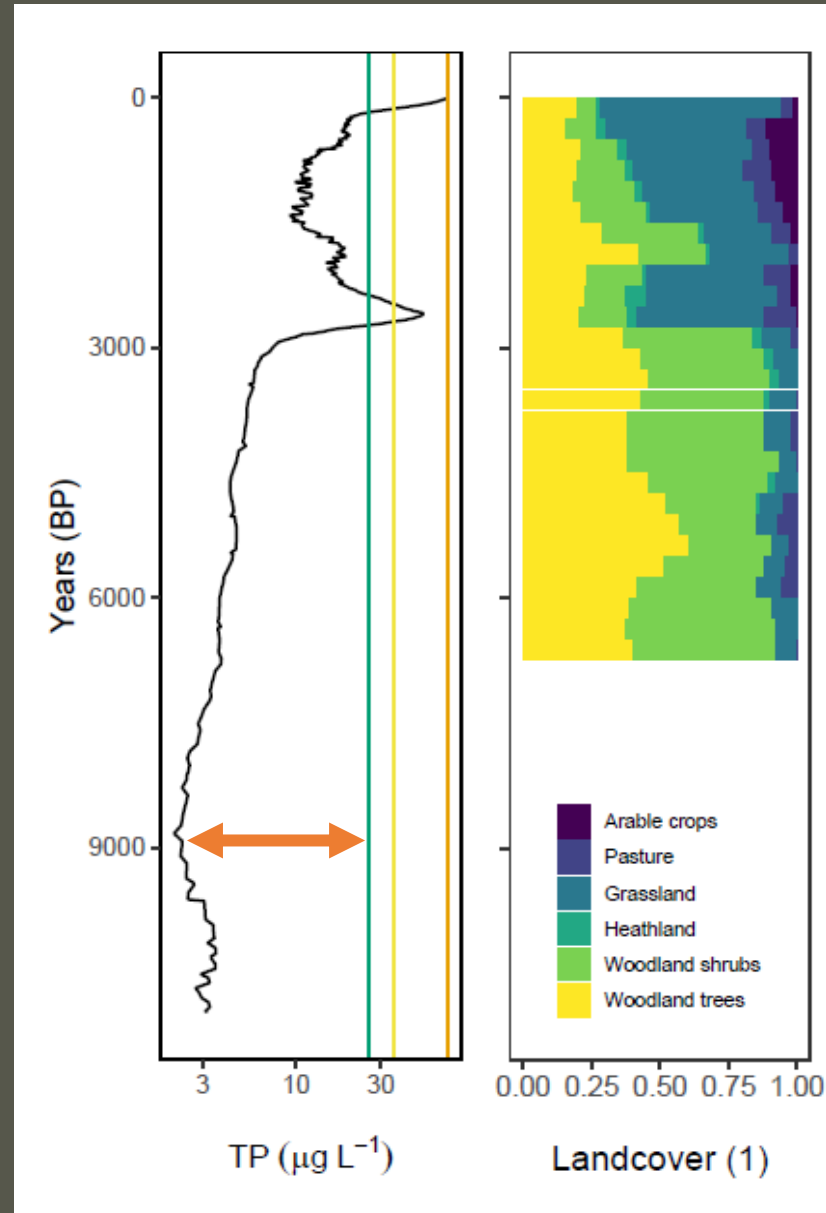 0
3000
6000
9000
Years (BP)
3 10 30
TP (μg L⁻¹)
Arable crops
Pasture
Grassland
Heathland
Woodland shrubs
Woodland trees
0.00 0.25 0.50 0.75 1.00
Landcover (1)